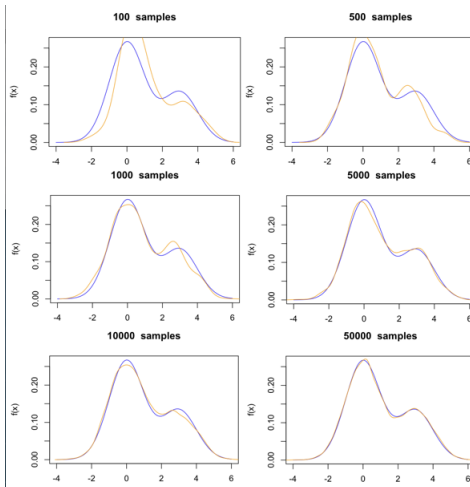 100 samples
500 samples
f(x)
0.00 0.10 0.20
-4 -2 0 2 4 6
f(x)
0.00 0.10 0.20
-4 -2 0 2 4 6
1000 samples
5000 samples
f(x)
0.00 0.10 0.20
-4 -2 0 2 4 6
f(x)
0.00 0.10 0.20
-4 -2 0 2 4 6
10000 samples
50000 samples
f(x)
0.00 0.10 0.20
-4 -2 0 2 4 6
f(x)
0.00 0.10 0.20
-4 -2 0 2 4 6